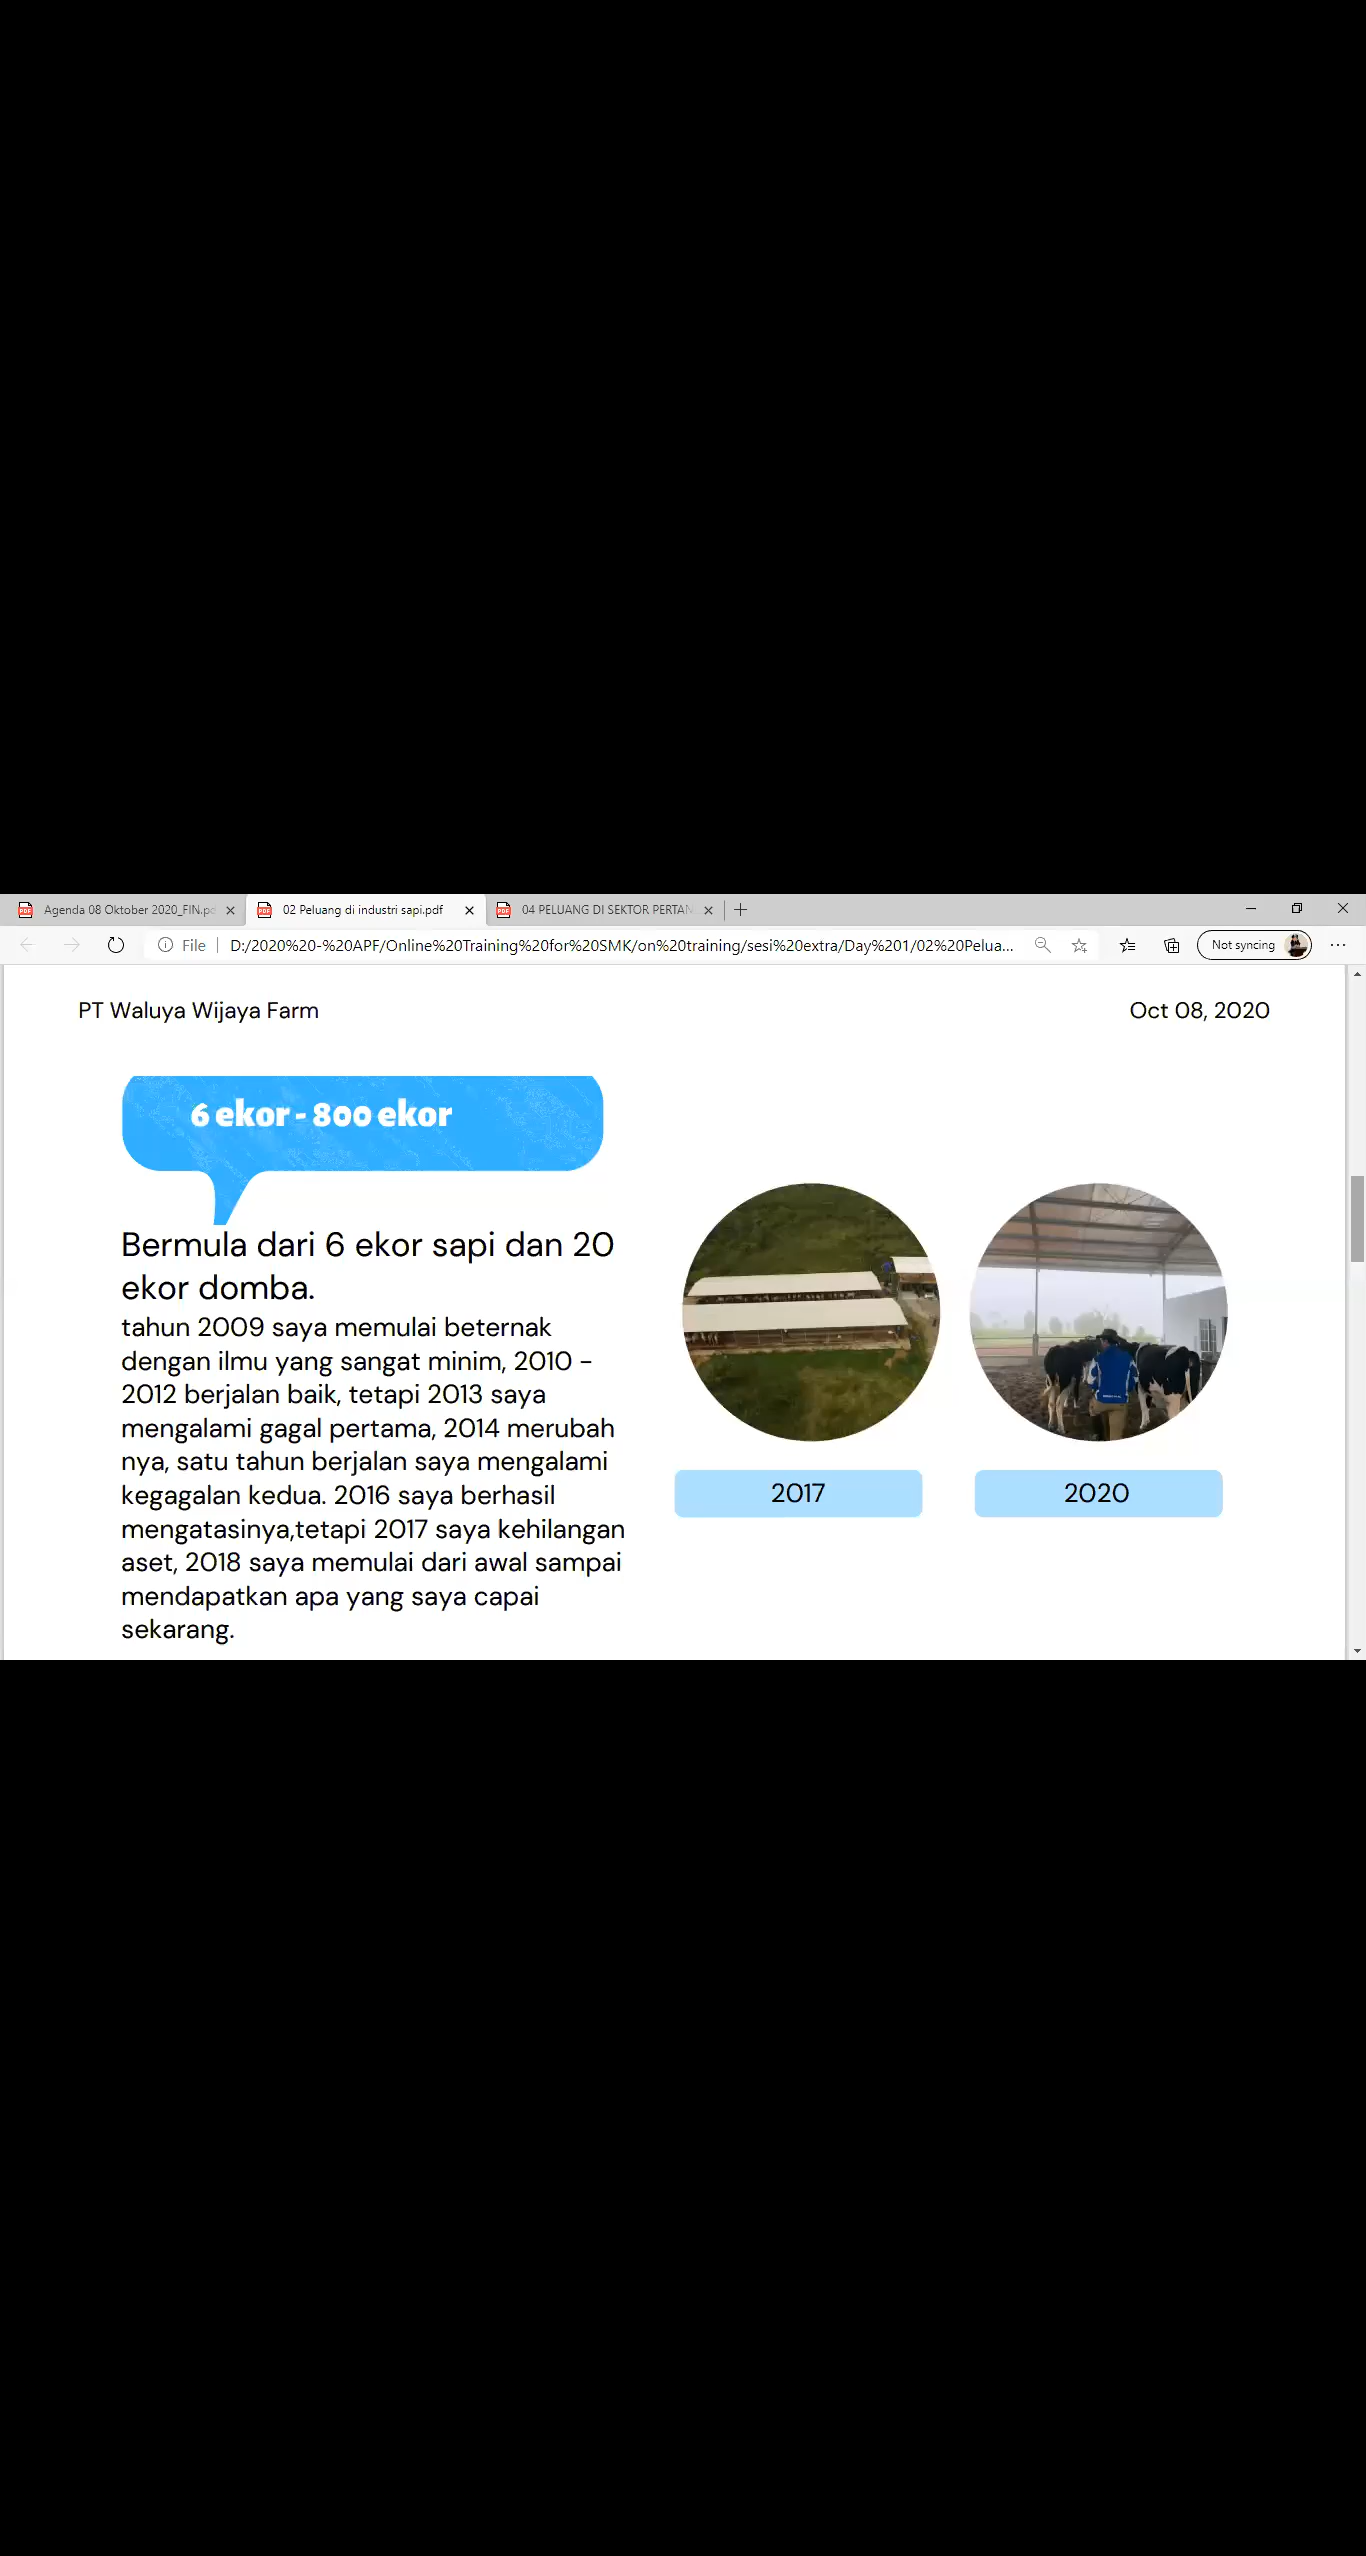 Agenda 08 Oktober 2020_FIN.pd
02 Peluang di industri sapi.pdf
04 PELUANG DI SEKTOR PERTAN
File
D:/2020%20-%20APF/Online%20Training%20for%20SMK/on%20training/sesi%20extra/Day%201/02%20Pelua...
Not syncing
PT Waluya Wijaya Farm
Oct 08, 2020
6 ekor - 800 ekor
Bermula dari 6 ekor sapi dan 20
ekor domba.
tahun 2009 saya memulai beternak
dengan ilmu yang sangat minim, 2010 -
2012 berjalan baik, tetapi 2013 saya
mengalami gagal pertama, 2014 merubah
nya, satu tahun berjalan saya mengalami
kegagalan kedua. 2016 saya berhasil
mengatasinya,tetapi 2017 saya kehilangan
aset, 2018 saya memulai dari awal sampai
mendapatkan apa yang saya capai
sekarang.
2017
2020